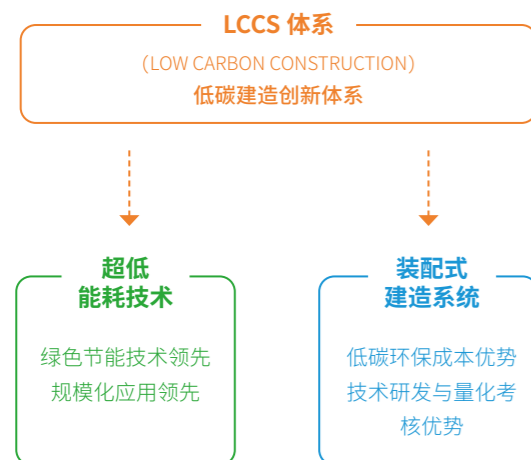 LCCS 体系
（LOW CARBON CONSTRUCTION）
低碳建造创新体系
超低
能耗技术
绿色节能技术领先
规模化应用领先
装配式
建造系统
低碳环保成本优势
技术研发与量化考
核优势